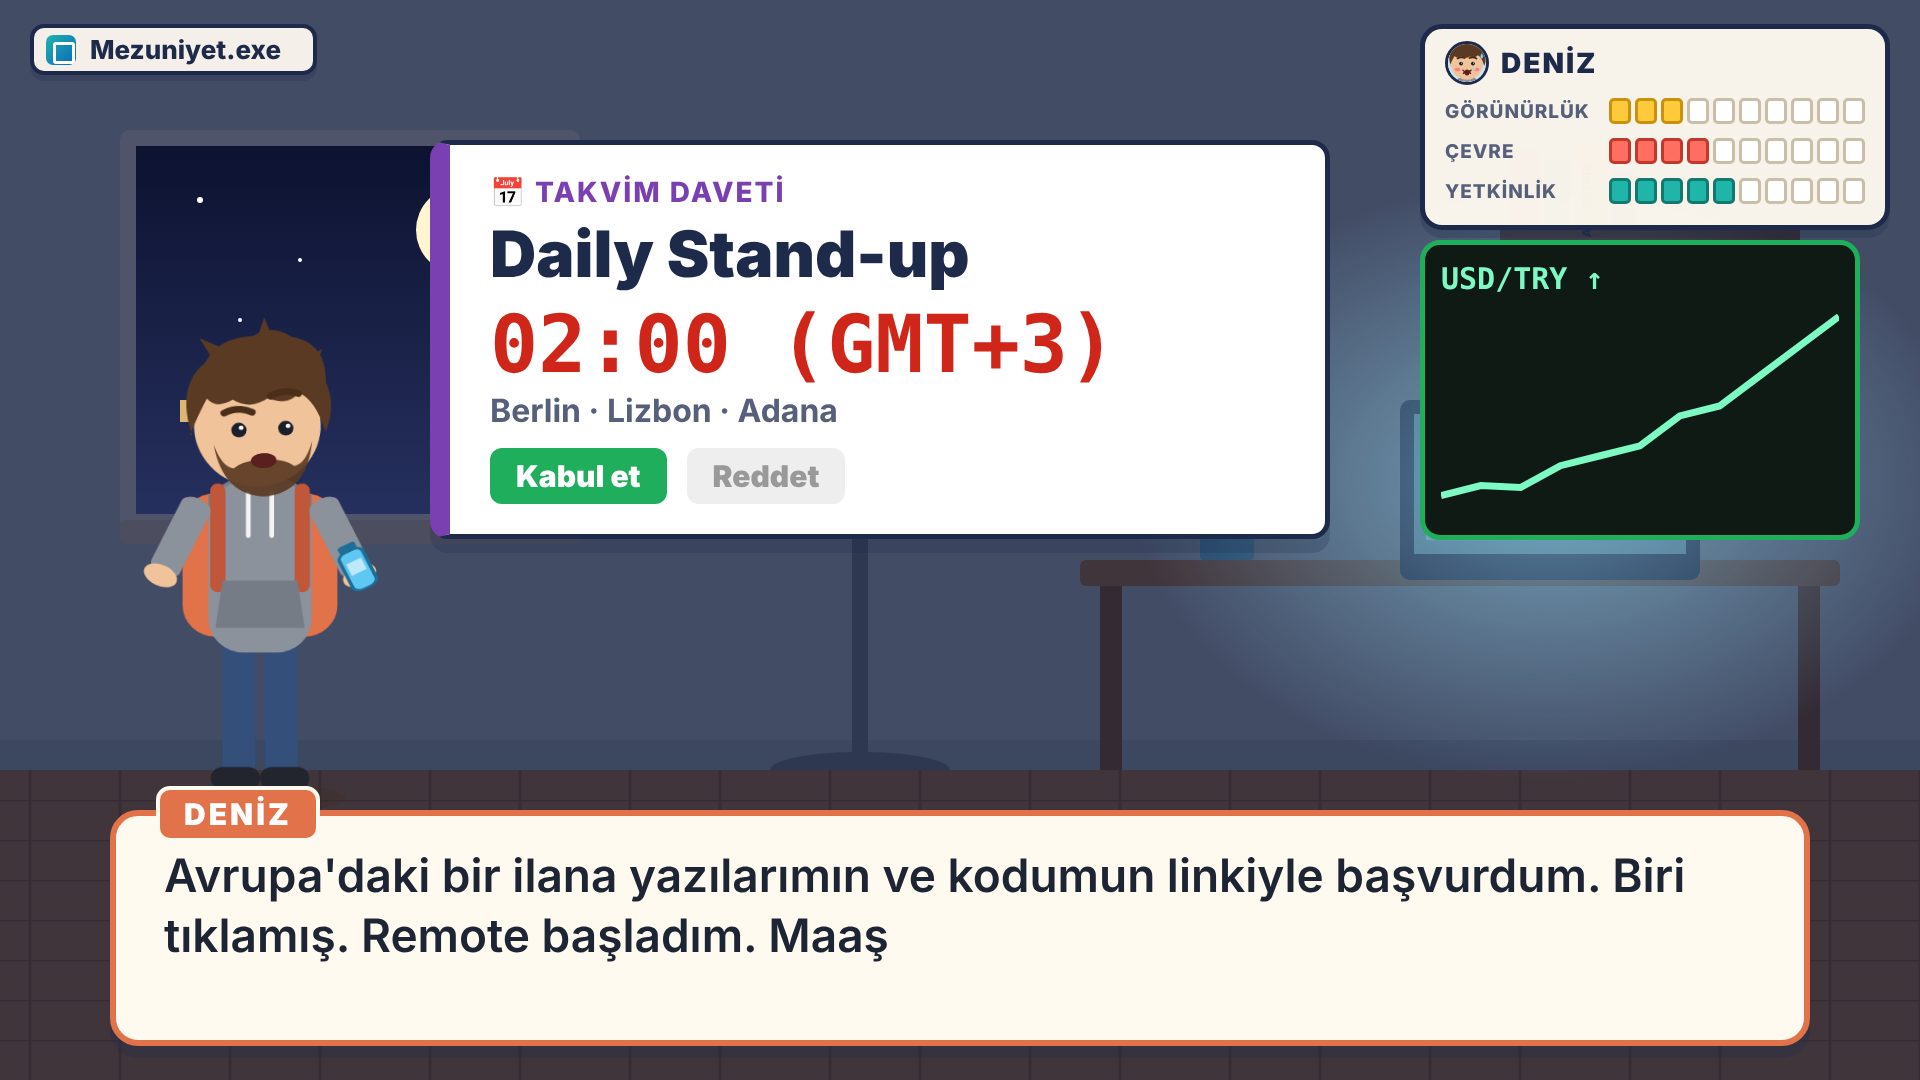 Mezuniyet.exe
DENİZ
GÖRÜNÜRLÜK
ÇEVRE
YETKİNLİK
July
17
TAKVİM DAVETİ
Daily Stand-up
02:00 (GMT+3)
Berlin · Lizbon · Adana
Kabul et
Reddet
USD/TRY ↑
DENİZ
Avrupa'daki bir ilana yazılarımın ve kodumun linkiyle başvurdum. Biri
tıklamış. Remote başladım. Maaş